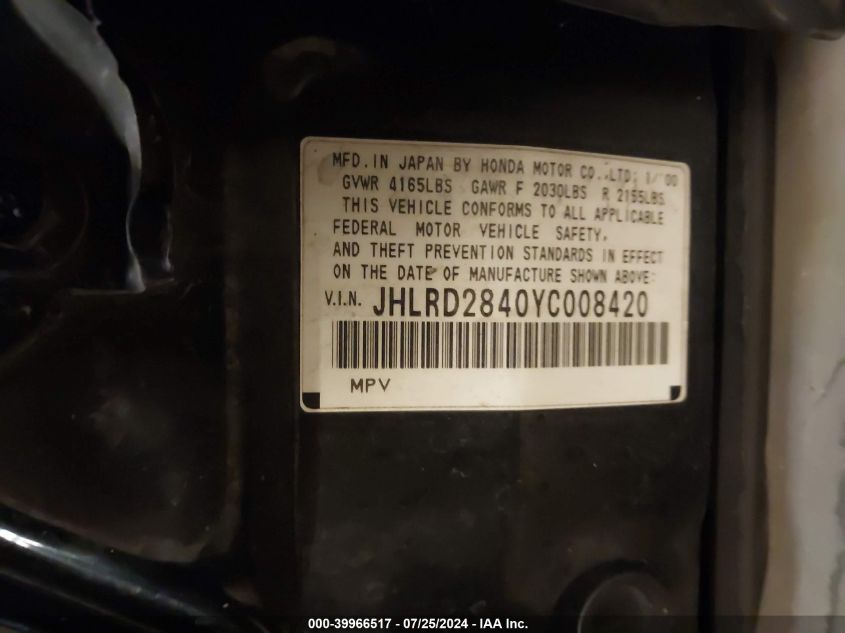 MFD.IN JAPAN BY HONDA MOTOR CO.,LTD; 1/'00
GVWR 4165LBS GAWR F 2030LBS R 2155LBS
THIS VEHICLE CONFORMS TO ALL APPLICABLE
FEDERAL MOTOR VEHICLE SAFETY,
AND THEFT PREVENTION STANDARDS IN EFFECT
ON THE DATE OF MANUFACTURE SHOWN ABOVE:
V.I.N. JHLRD2840YC008420
MPV
000-39966517 - 07/25/2024 - IAA Inc.